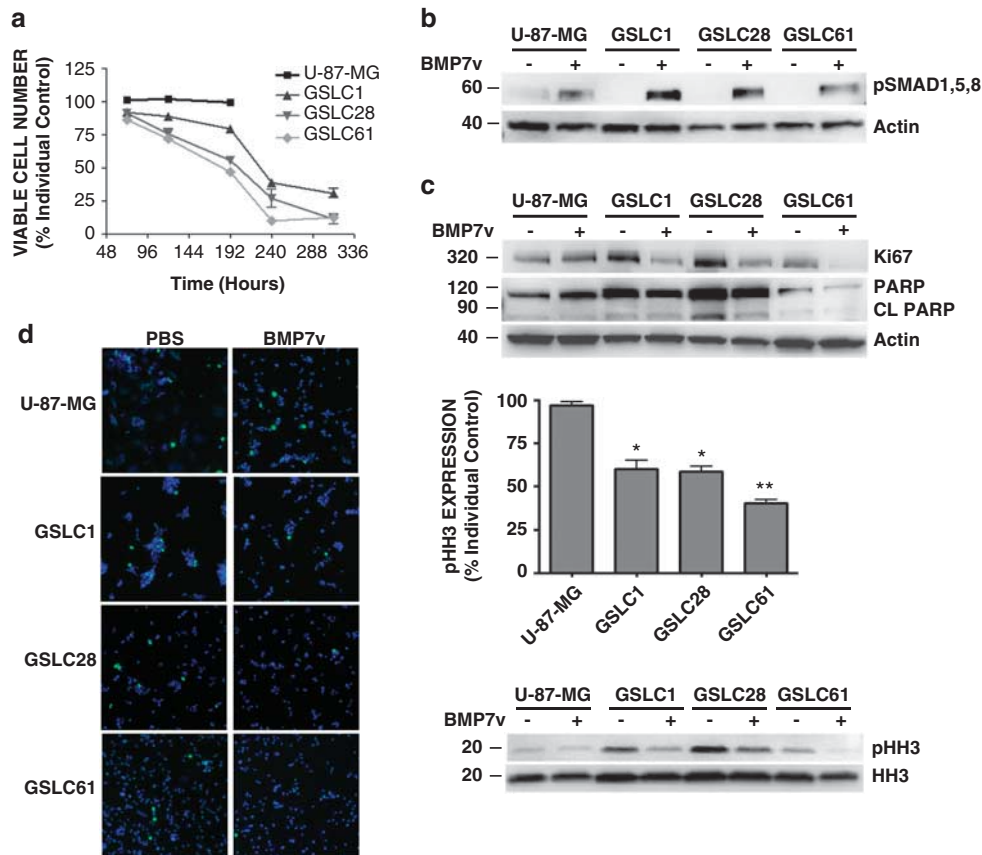 a
VIABLE CELL NUMBER
(% Individual Control)
125
100
75
50
25
0
48 96 144 192 240 288 336
Time (Hours)
U-87-MG
GSLC1
GSLC28
GSLC61
b
U-87-MG GSLC1 GSLC28 GSLC61
BMP7v - + - + - + - +
60
pSMAD1,5,8
40
Actin
c
U-87-MG GSLC1 GSLC28 GSLC61
BMP7v - + - + - + - +
320
Ki67
120
PARP
90
CL PARP
40
Actin
d
PBS BMP7v
U-87-MG
GSLC1
GSLC28
GSLC61
pHH3 EXPRESSION
(% Individual Control)
100
75
50
25
0
* * **
U-87-MG GSLC1 GSLC28 GSLC61
U-87-MG GSLC1 GSLC28 GSLC61
BMP7v - + - + - + - +
20
pHH3
20
HH3